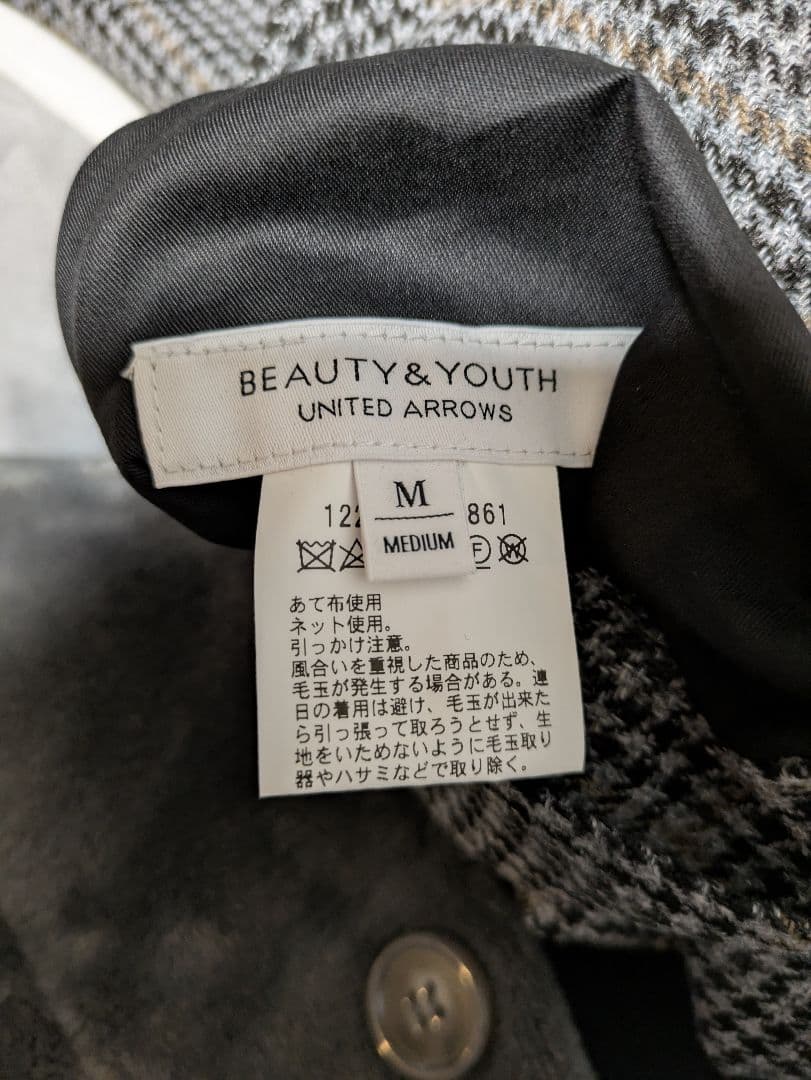 BEAUTY&YOUTH
UNITED ARROWS
M
MEDIUM
122 861
F W
あて布使用
ネット使用。
引っかけ注意。
風合いを重視した商品のため、
毛玉が発生する場合がある。連
日の着用は避け、毛玉が出来た
ら引っ張って取ろうとせず、生
地をいためないように毛玉取り
器やハサミなどで取り除く。